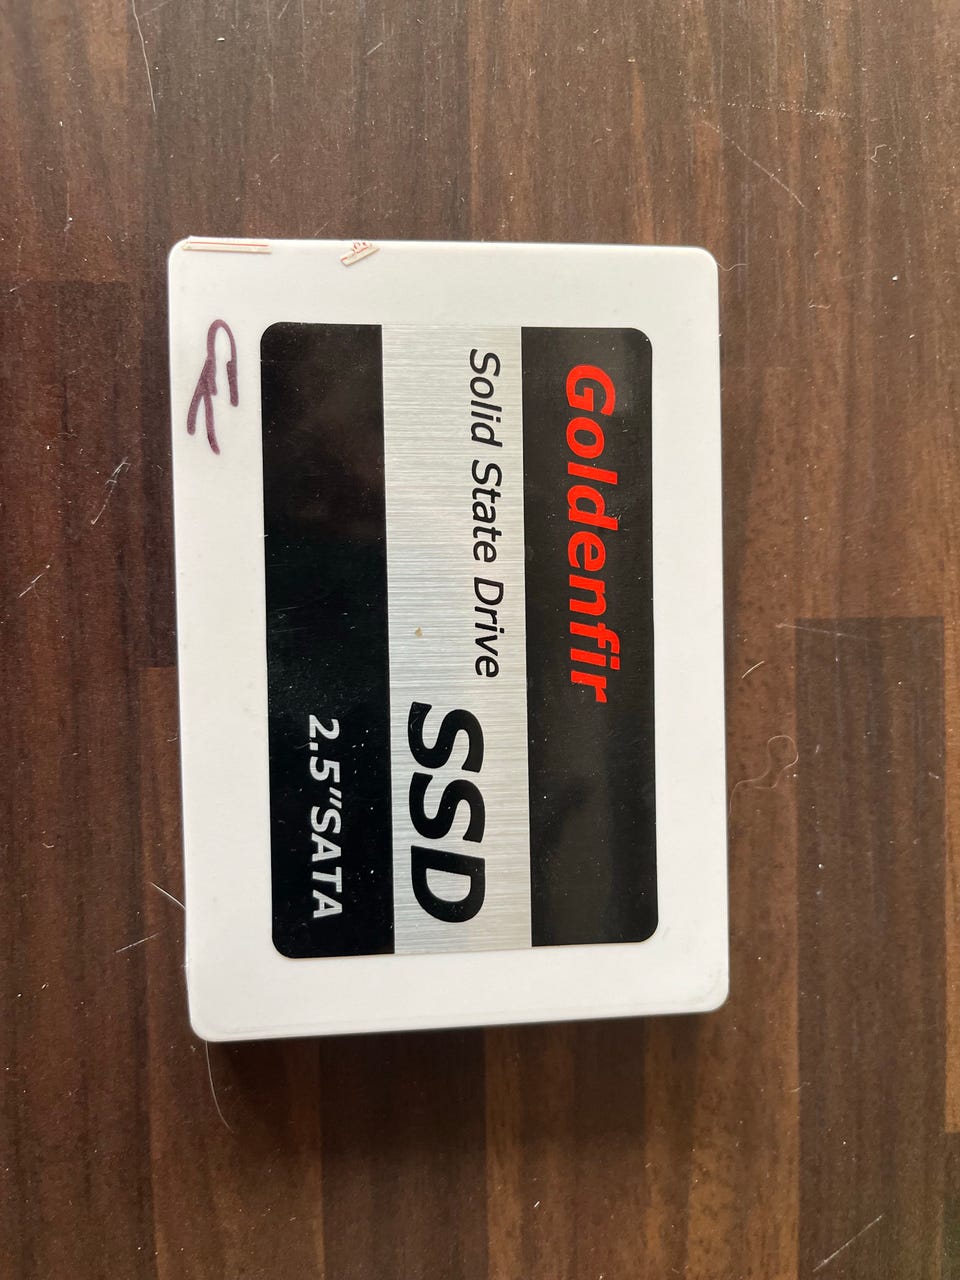 Goldenfir
Solid State Drive
SSD
2.5"SATA